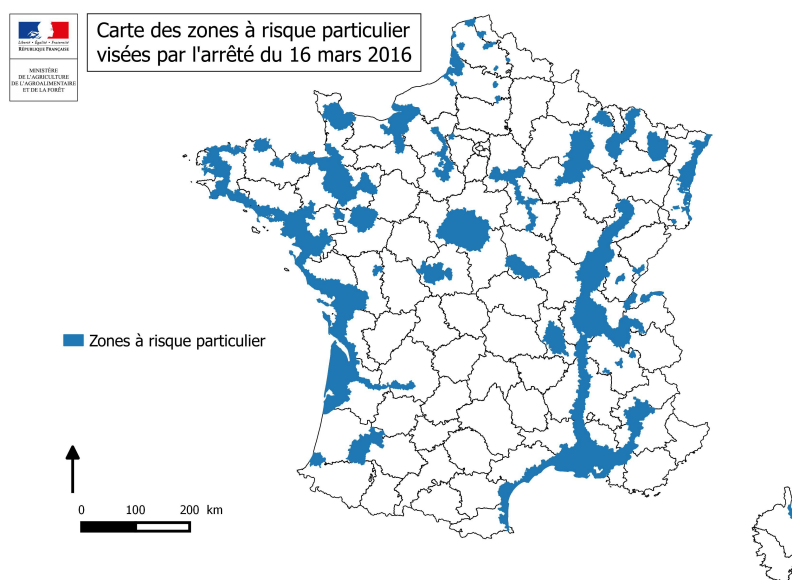 Carte des zones à risque particulier
visées par l'arrêté du 16 mars 2016
Liberté • Égalité • Fraternité
RÉPUBLIQUE FRANÇAISE
MINISTÈRE
DE L'AGRICULTURE
DE L'AGROALIMENTAIRE
ET DE LA FORÊT
Zones à risque particulier
0 100 200 km